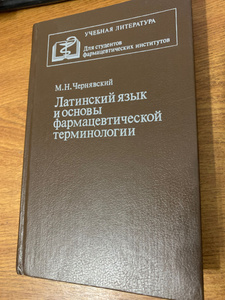 УЧЕБНАЯ ЛИТЕРАТУРА
Для студентов
фармацевтических институтов
М.Н.Чернявский
Латинский язык
и основы
фармацевтической
терминологии